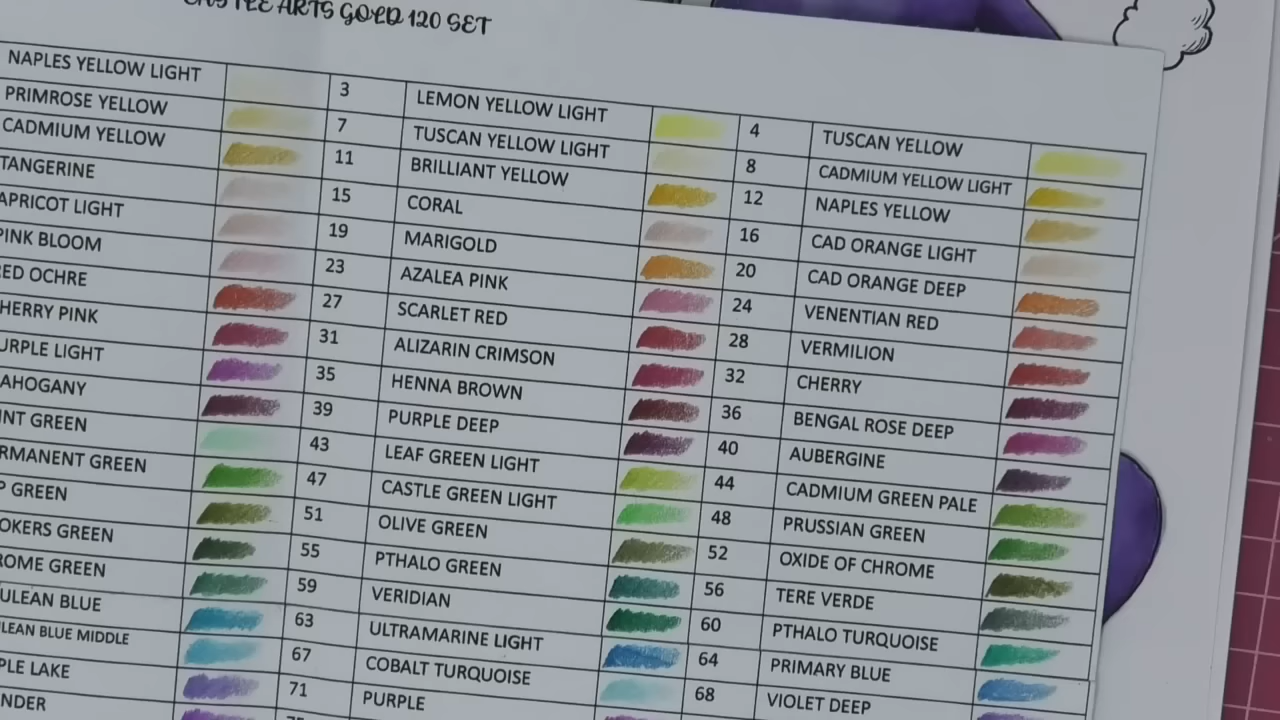 CASTLE ARTS GOLD 120 SET
NAPLES YELLOW LIGHT 3 LEMON YELLOW LIGHT 4 TUSCAN YELLOW
PRIMROSE YELLOW 7 TUSCAN YELLOW LIGHT 8 CADMIUM YELLOW LIGHT
CADMIUM YELLOW 11 BRILLIANT YELLOW 12 NAPLES YELLOW
TANGERINE 15 CORAL 16 CAD ORANGE LIGHT
APRICOT LIGHT 19 MARIGOLD 20 CAD ORANGE DEEP
PINK BLOOM 23 AZALEA PINK 24 VENENTIAN RED
RED OCHRE 27 SCARLET RED 28 VERMILION
HERRY PINK 31 ALIZARIN CRIMSON 32 CHERRY
URPLE LIGHT 35 HENNA BROWN 36 BENGAL ROSE DEEP
AHOGANY 39 PURPLE DEEP 40 AUBERGINE
INT GREEN 43 LEAF GREEN LIGHT 44 CADMIUM GREEN PALE
RMANENT GREEN 47 CASTLE GREEN LIGHT 48 PRUSSIAN GREEN
P GREEN 51 OLIVE GREEN 52 OXIDE OF CHROME
OKERS GREEN 55 PTHALO GREEN 56 TERE VERDE
ROME GREEN 59 VERIDIAN 60 PTHALO TURQUOISE
ULEAN BLUE 63 ULTRAMARINE LIGHT 64 PRIMARY BLUE
LEAN BLUE MIDDLE 67 COBALT TURQUOISE 68 VIOLET DEEP
PLE LAKE 71 PURPLE
NDER